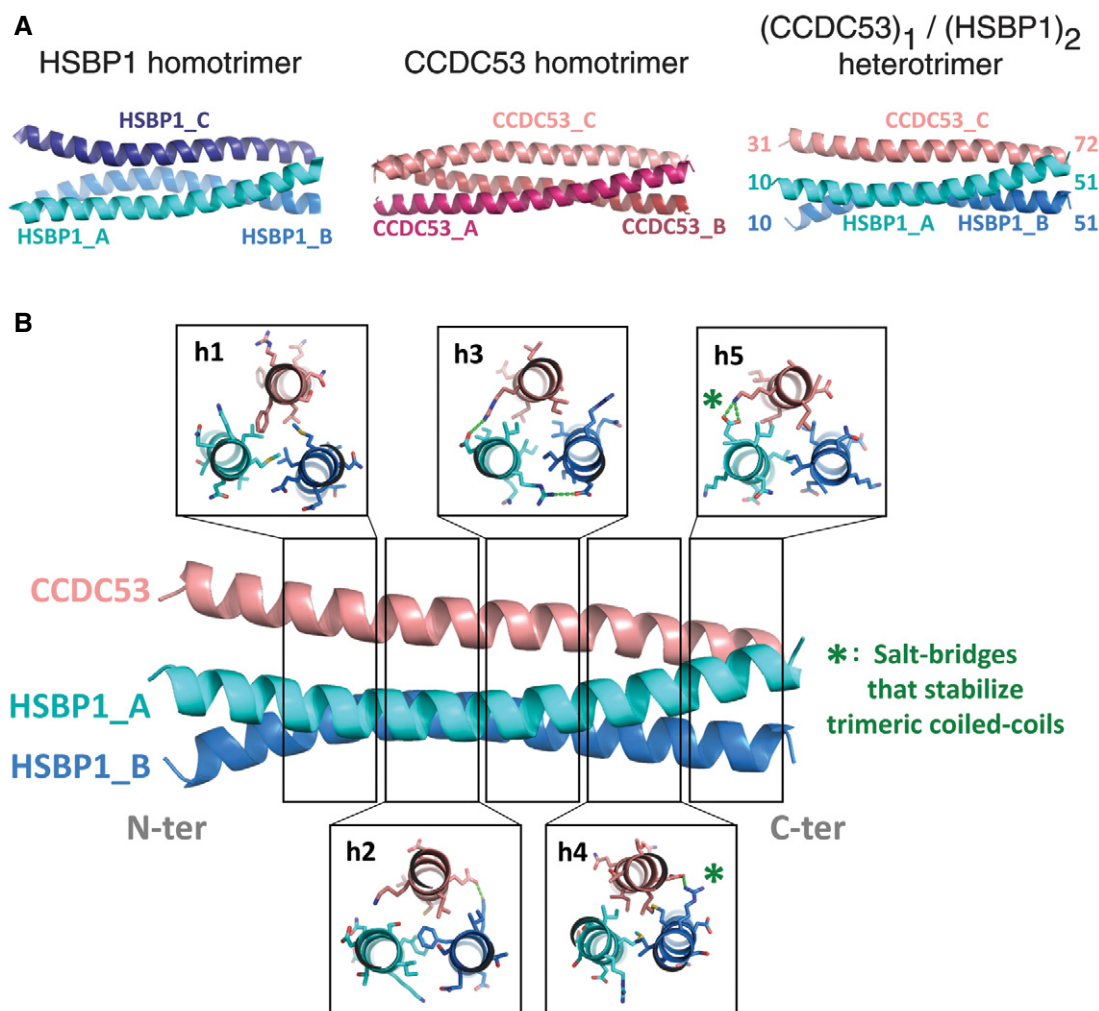 A
HSBP1 homotrimer
CCDC53 homotrimer
(CCDC53)1 / (HSBP1)2
heterotrimer
HSBP1_C
HSBP1_A
HSBP1_B
CCDC53_C
CCDC53_A
CCDC53_B
31
CCDC53_C
72
10
51
10
HSBP1_A
HSBP1_B
51
B
h1
h3
h5
*
CCDC53
HSBP1_A
HSBP1_B
*: Salt-bridges
that stabilize
trimeric coiled-coils
N-ter
C-ter
h2
h4
*